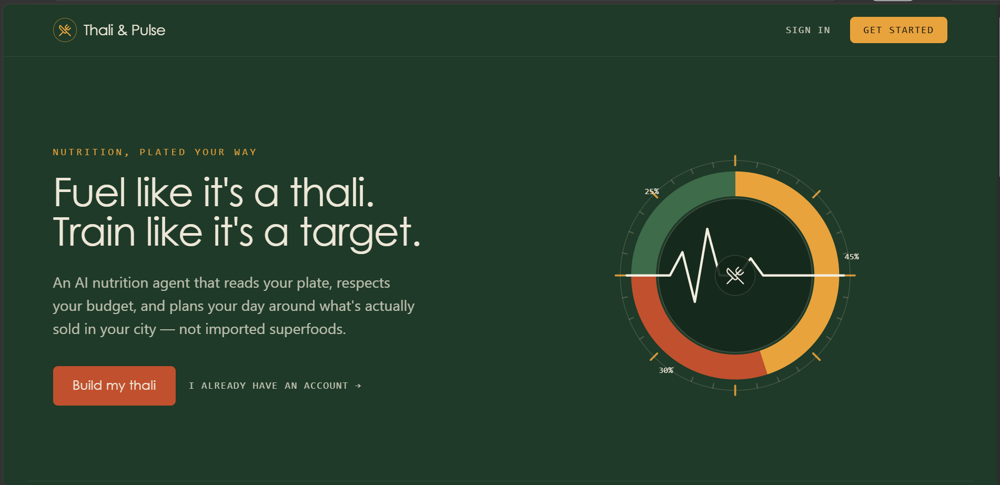 Thali & Pulse
SIGN IN
GET STARTED
NUTRITION, PLATED YOUR WAY
Fuel like it's a thali.
Train like it's a target.
An AI nutrition agent that reads your plate, respects
your budget, and plans your day around what's actually
sold in your city — not imported superfoods.
Build my thali
I ALREADY HAVE AN ACCOUNT →
25%
45%
30%